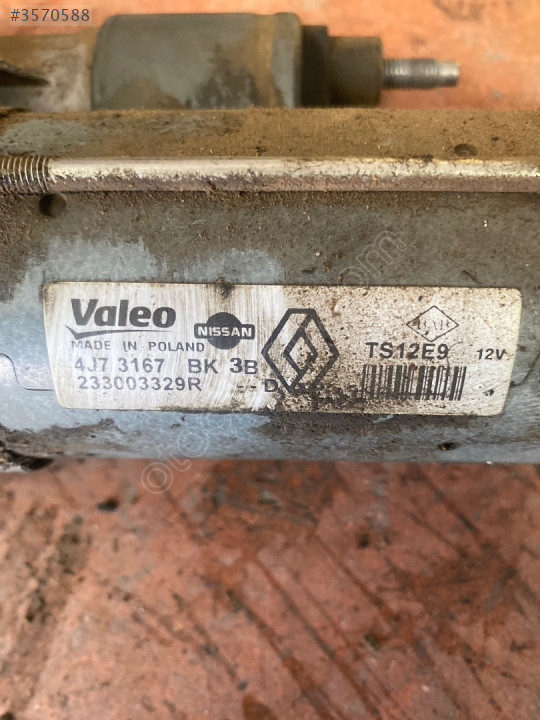 #3570588
Valeo
NISSAN
MADE IN POLAND
TS12E9 12V
4J7 3167 BK 3B
233003329R --D